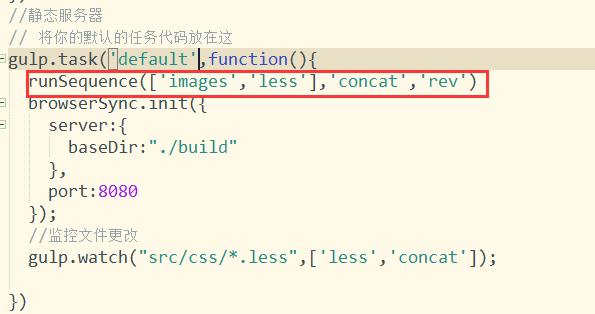 //静态服务器
// 将你的默认的任务代码放在这
gulp.task('default',function(){
runSequence(['images','less'],'concat','rev')
browserSync.init({
server:{
baseDir:"./build"
},
port:8080
});
//监控文件更改
gulp.watch("src/css/*.less",['less','concat']);
})